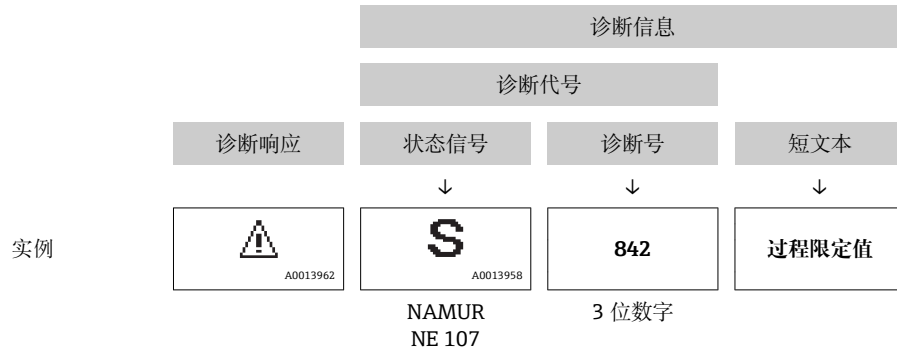 诊断信息
诊断代号
诊断响应 状态信号 诊断号 短文本
↓ ↓ ↓
实例 S 842 过程限定值
A0013962 A0013958
NAMUR 3 位数字
NE 107